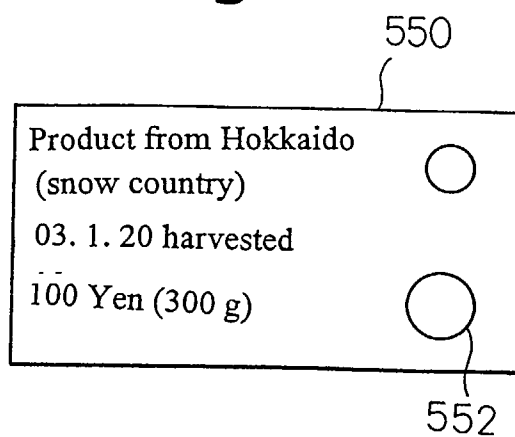 550
Product from Hokkaido
(snow country)
03. 1. 20 harvested
100 Yen (300 g)
552